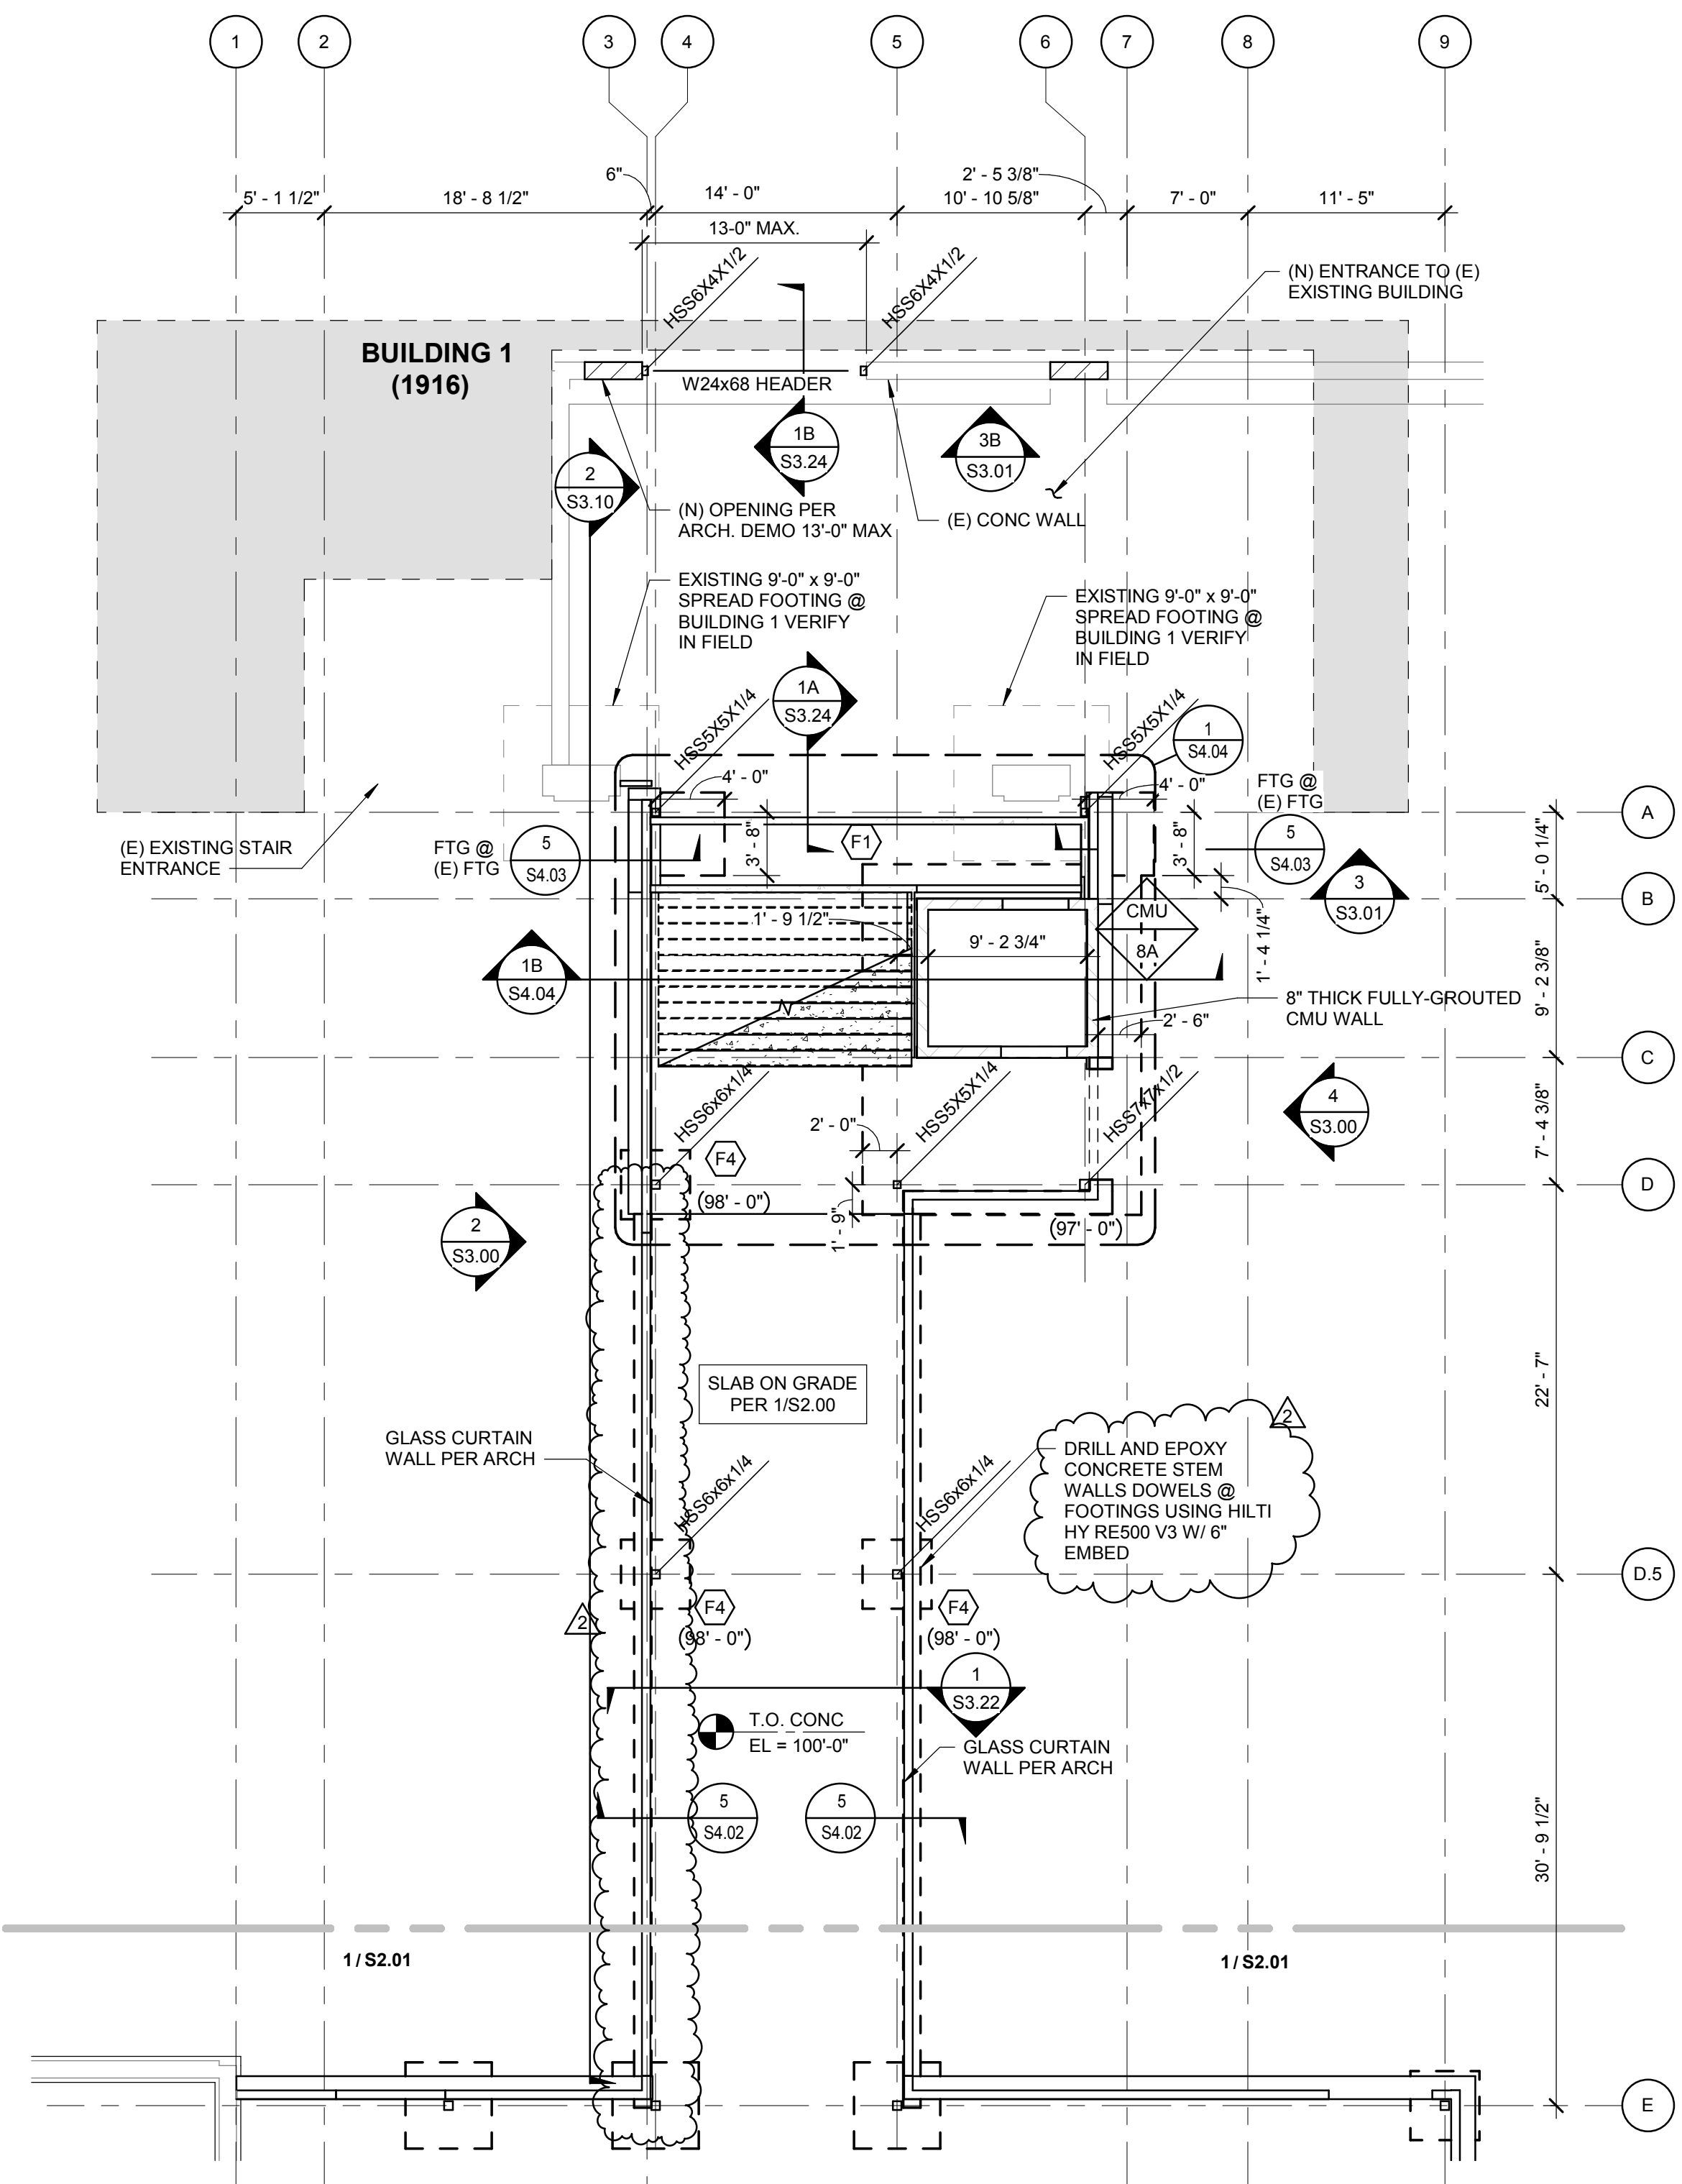 1
2
3
4
5
6
7
8
9
5' - 1 1/2"
18' - 8 1/2"
6"
14' - 0"
10' - 10 5/8"
2' - 5 3/8"
7' - 0"
11' - 5"
13-0" MAX.
HSS6X4X1/2
HSS6X4X1/2
(N) ENTRANCE TO (E)
EXISTING BUILDING
BUILDING 1
(1916)
W24x68 HEADER
1B
S3.24
3B
S3.01
2
S3.10
(N) OPENING PER
ARCH. DEMO 13'-0" MAX
(E) CONC WALL
EXISTING 9'-0" x 9'-0"
SPREAD FOOTING @
BUILDING 1 VERIFY
IN FIELD
EXISTING 9'-0" x 9'-0"
SPREAD FOOTING @
BUILDING 1 VERIFY
IN FIELD
1A
S3.24
HSS5X5X1/4
HSS5X5X1/4
1
S4.04
4' - 0"
4' - 0"
FTG @
(E) FTG
A
(E) EXISTING STAIR
ENTRANCE
FTG @
(E) FTG
5
S4.03
3' - 8"
F1
3' - 8"
5
S4.03
5' - 0 1/4"
3
S3.01
B
1' - 9 1/2"
9' - 2 3/4"
CMU
8A
1' - 4 1/4"
1B
S4.04
9' - 2 3/8"
8" THICK FULLY-GROUTED
CMU WALL
2' - 6"
C
HSS6x6x1/4
HSS5X5X1/4
HSS7x7x1/2
4
S3.00
7' - 4 3/8"
2' - 0"
F4
(98' - 0")
D
1' - 9"
(97' - 0")
2
S3.00
SLAB ON GRADE
PER 1/S2.00
22' - 7"
2
GLASS CURTAIN
WALL PER ARCH
HSS6x6x1/4
HSS6x6x1/4
DRILL AND EPOXY
CONCRETE STEM
WALLS DOWELS @
FOOTINGS USING HILTI
HY RE500 V3 W/ 6"
EMBED
D.5
2
F4
(98' - 0")
F4
(98' - 0")
1
S3.22
T.O. CONC
EL = 100'-0"
GLASS CURTAIN
WALL PER ARCH
5
S4.02
5
S4.02
30' - 9 1/2"
1 / S2.01
1 / S2.01
E